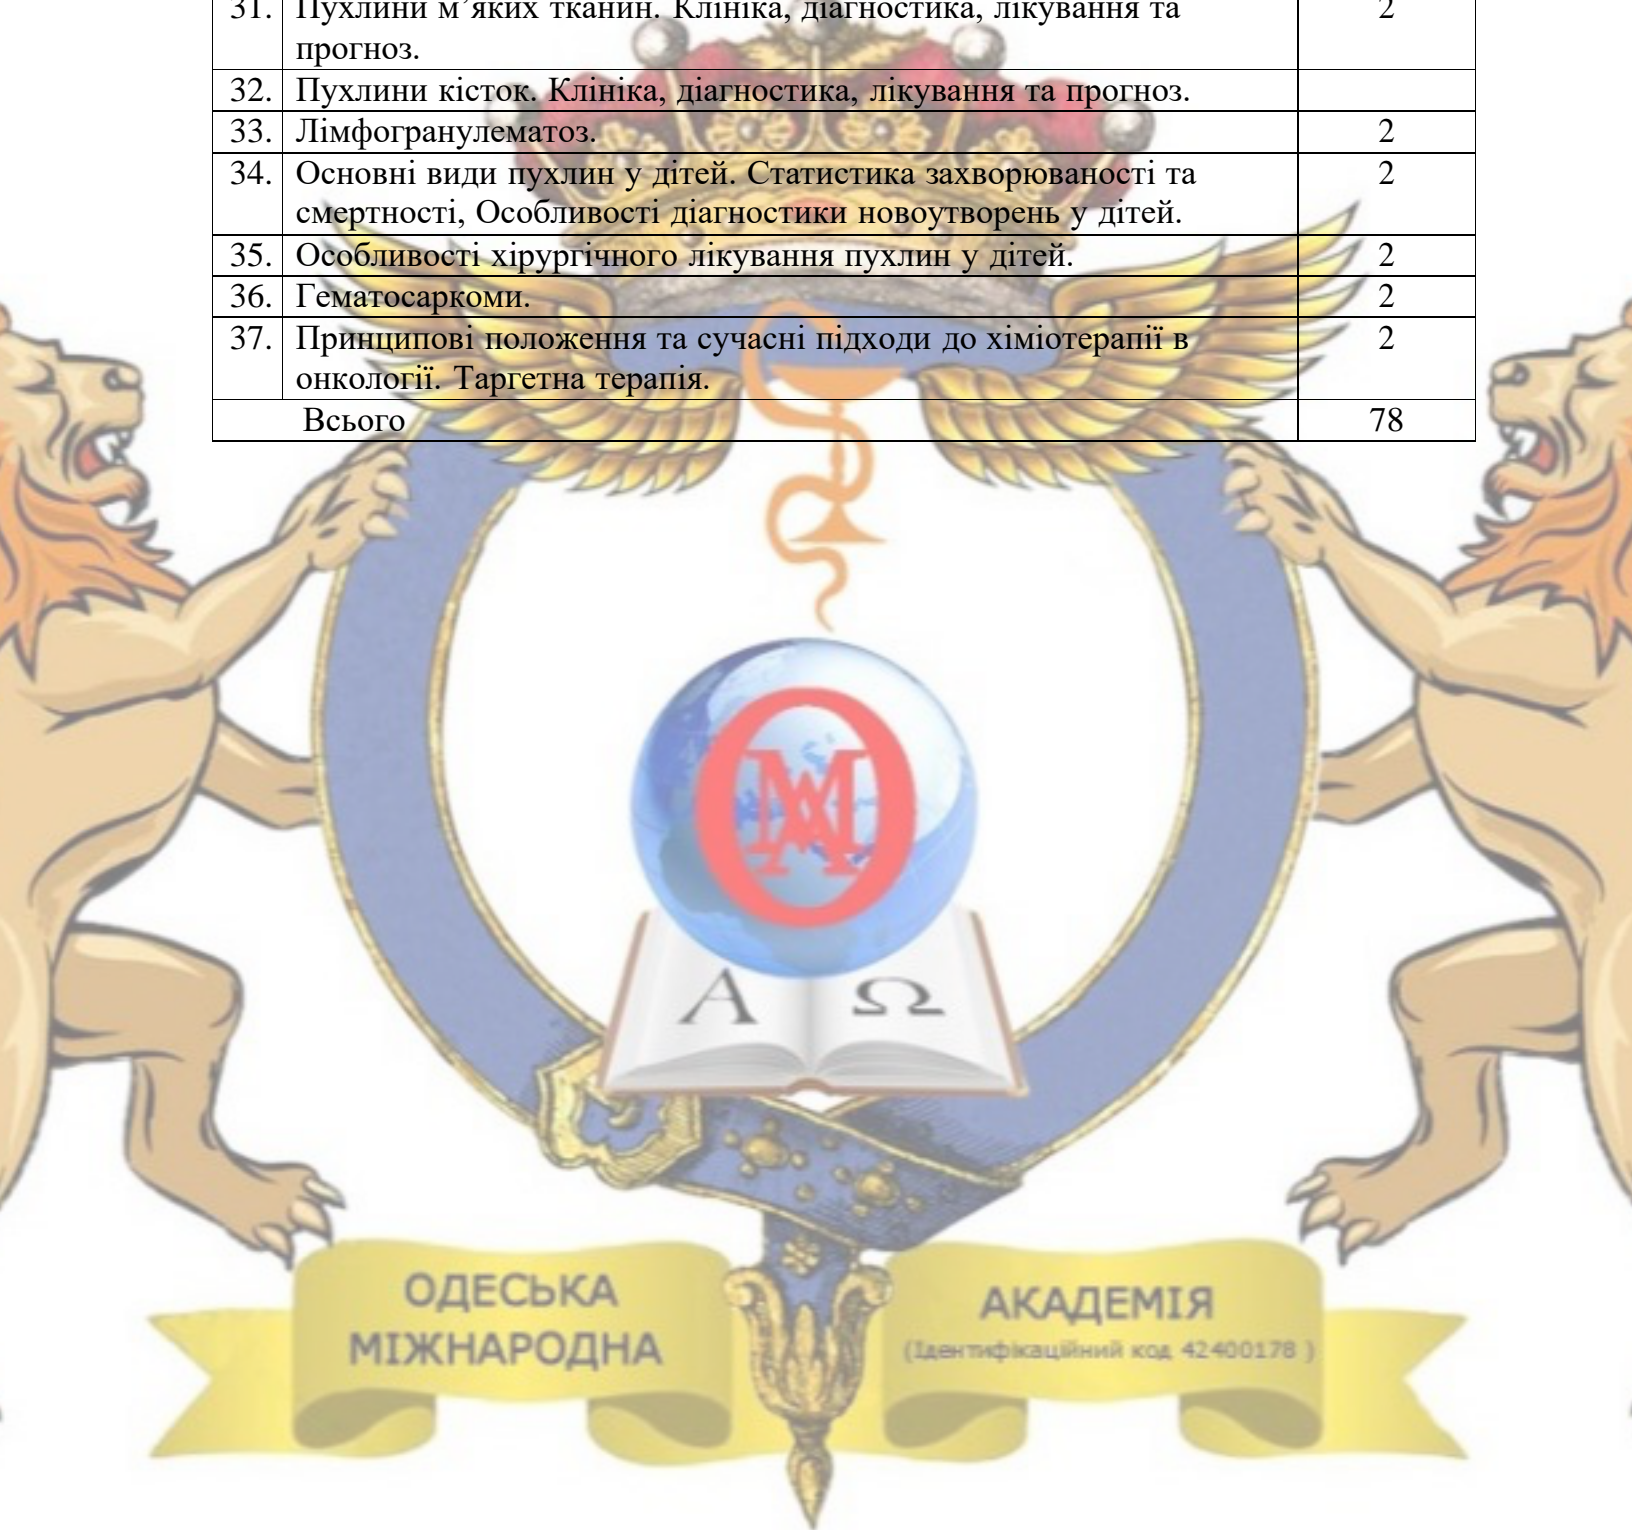 31. Пухлини м’яких тканин. Клініка, діагностика, лікування та 2
прогноз.
32. Пухлини кісток. Клініка, діагностика, лікування та прогноз.
33. Лімфогранулематоз. 2
34. Основні види пухлин у дітей. Статистика захворюваності та 2
смертності, Особливості діагностики новоутворень у дітей.
35. Особливості хірургічного лікування пухлин у дітей. 2
36. Гематосаркоми. 2
37. Принципові положення та сучасні підходи до хіміотерапії в 2
онкології. Таргетна терапія.
Всього 78
ОМА
Α Ω
ОДЕСЬКА
МІЖНАРОДНА
АКАДЕМІЯ
(Ідентифікаційний код 42400178 )